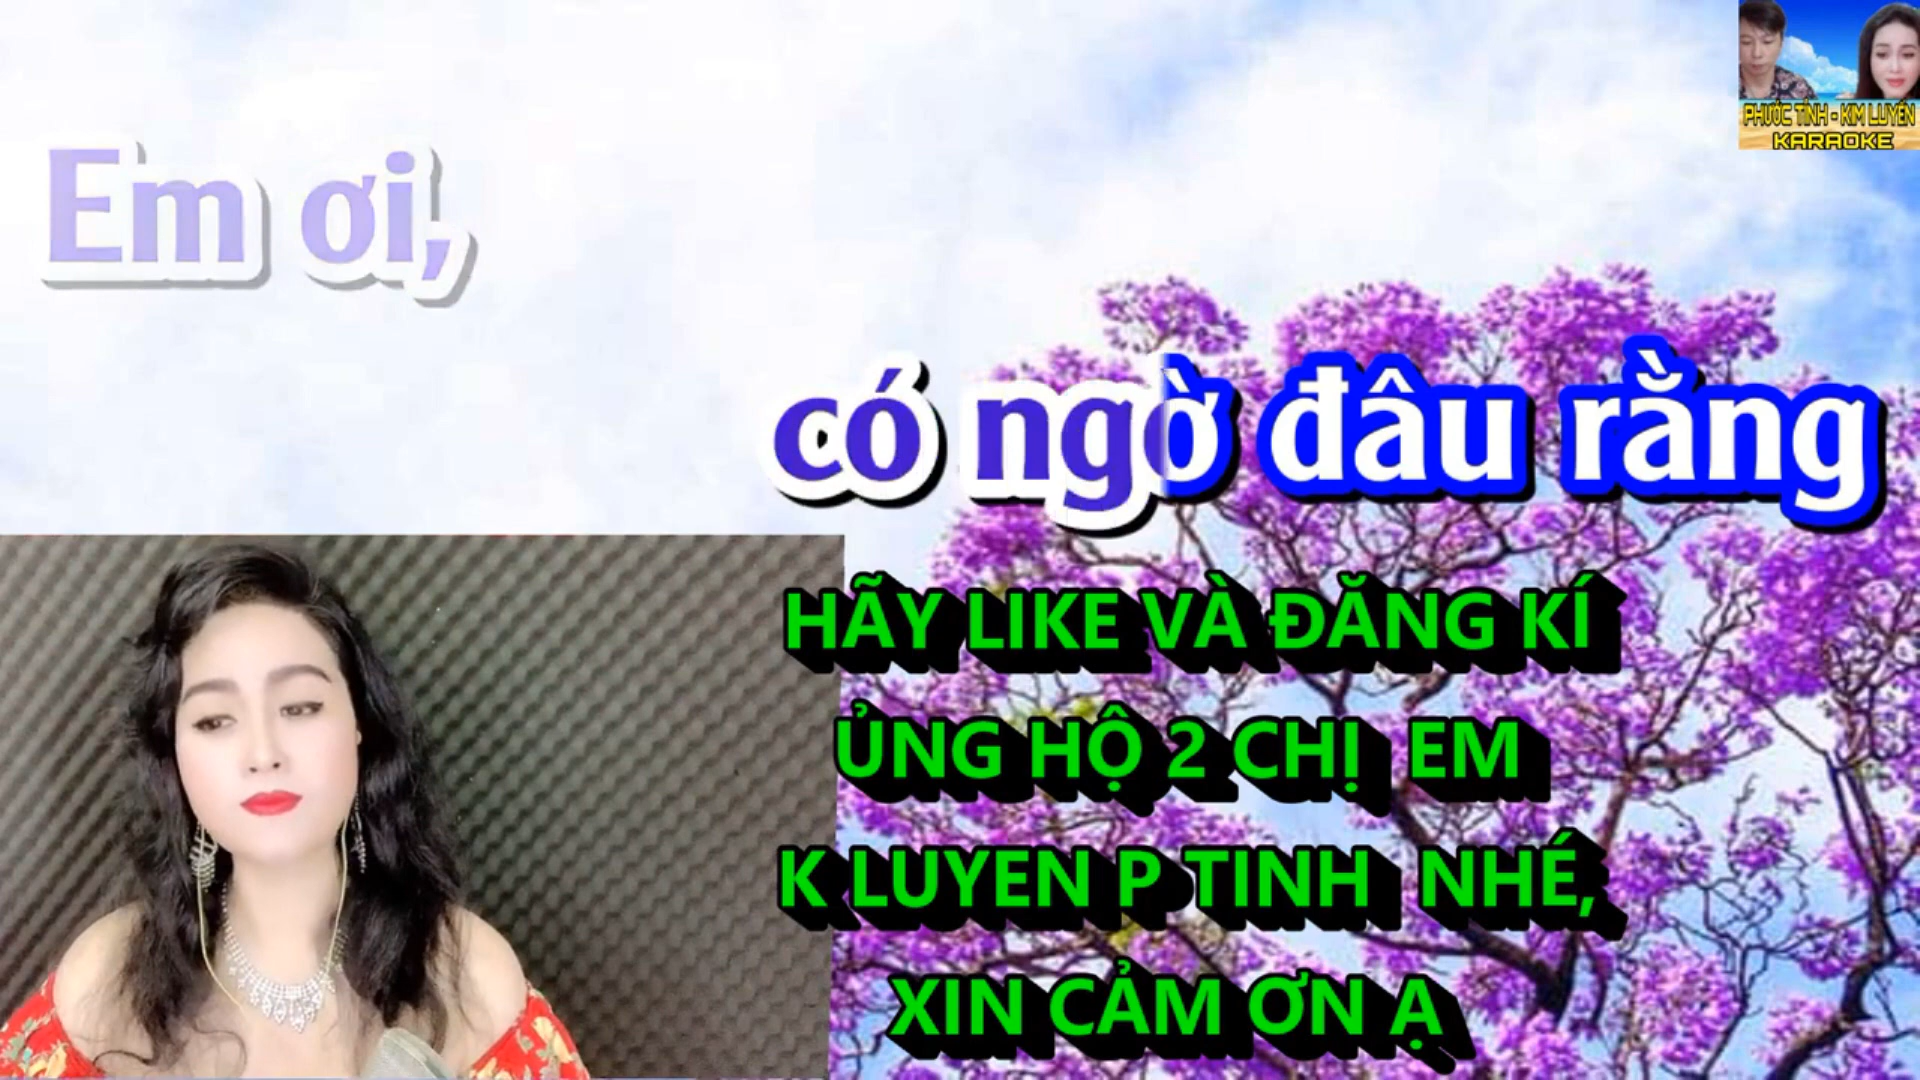 PHƯỚC TÍNH - KIM LUYẾN
KARAOKE
Em ơi,
có ngờ đâu rằng
HÃY LIKE VÀ ĐĂNG KÍ
ỦNG HỘ 2 CHỊ EM
K LUYEN P TINH NHÉ,
XIN CẢM ƠN Ạ